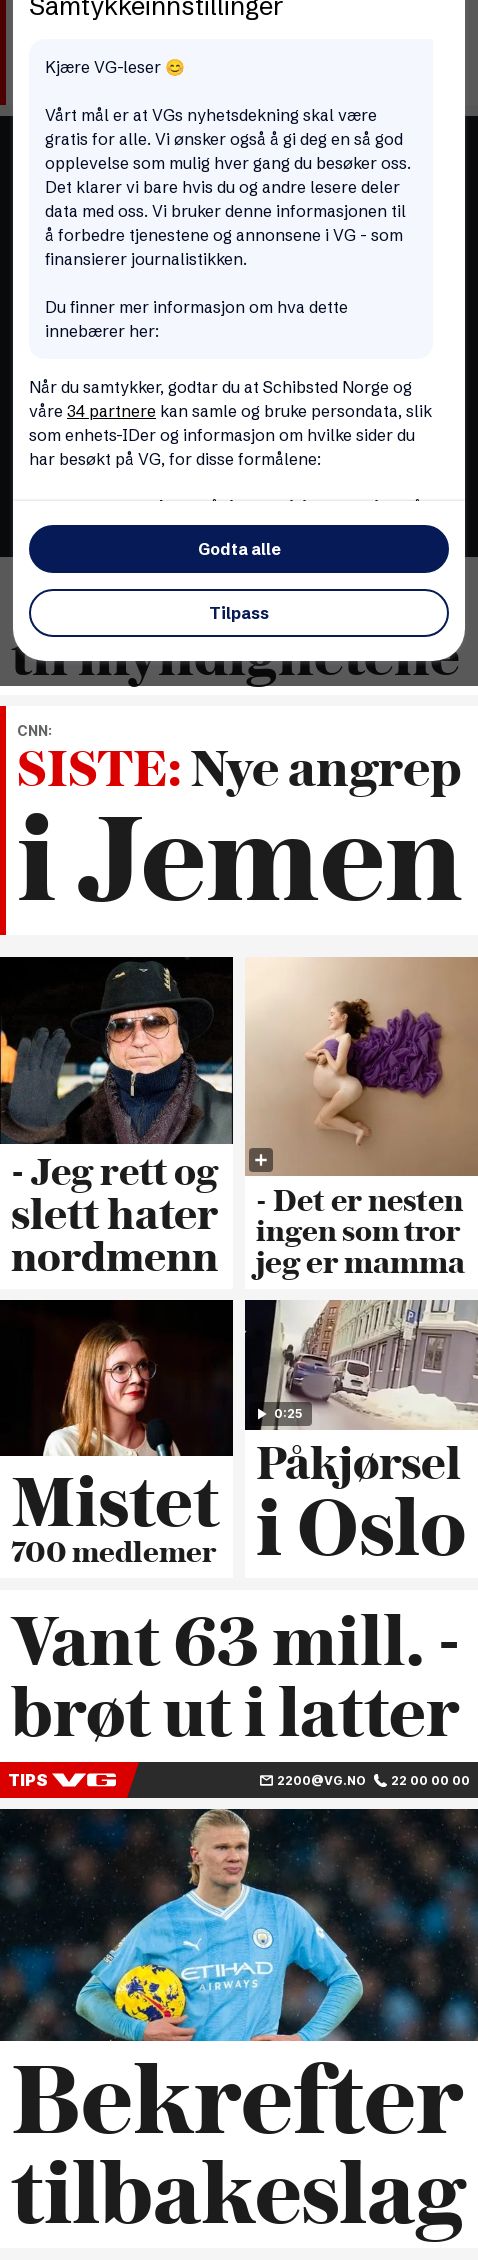 Samtykkeinnstillinger
Kjære VG-leser 😊
Vårt mål er at VGs nyhetsdekning skal være
gratis for alle. Vi ønsker også å gi deg en så god
opplevelse som mulig hver gang du besøker oss.
Det klarer vi bare hvis du og andre lesere deler
data med oss. Vi bruker denne informasjonen til
å forbedre tjenestene og annonsene i VG - som
finansierer journalistikken.
Du finner mer informasjon om hva dette
innebærer her:
Når du samtykker, godtar du at Schibsted Norge og
våre 34 partnere kan samle og bruke persondata, slik
som enhets-IDer og informasjon om hvilke sider du
har besøkt på VG, for disse formålene:
Godta alle
Tilpass
til myndighetene
CNN:
SISTE: Nye angrep
i Jemen
- Jeg rett og
slett hater
nordmenn
- Det er nesten
ingen som tror
jeg er mamma
Mistet
700 medlemer
0:25
Påkjørsel
i Oslo
Vant 63 mill. -
brøt ut i latter
TIPS VG
2200@VG.NO 22 00 00 00
ETIHAD
AIRWAYS
Bekrefter
tilbakeslag